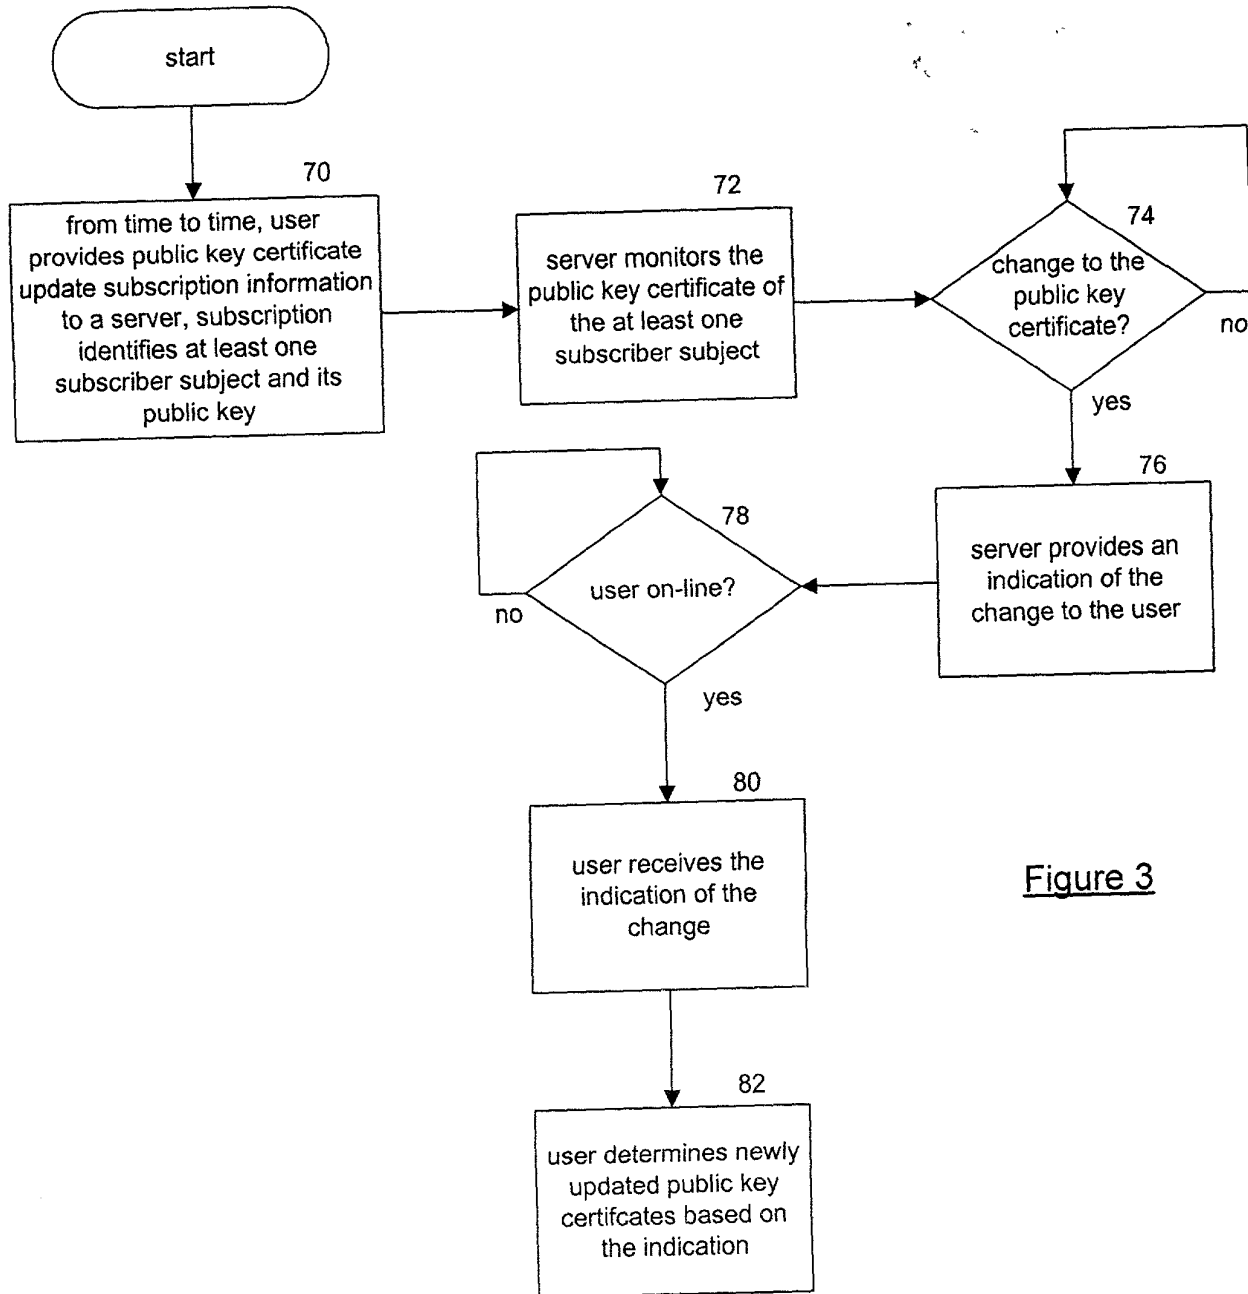 start
70
from time to time, user
provides public key certificate
update subscription information
to a server, subscription
identifies at least one
subscriber subject and its
public key
72
server monitors the
public key certificate of
the at least one
subscriber subject
74
change to the
public key
certificate?
no
yes
76
server provides an
indication of the
change to the user
78
user on-line?
no
yes
80
user receives the
indication of the
change
Figure 3
82
user determines newly
updated public key
certifcates based on
the indication